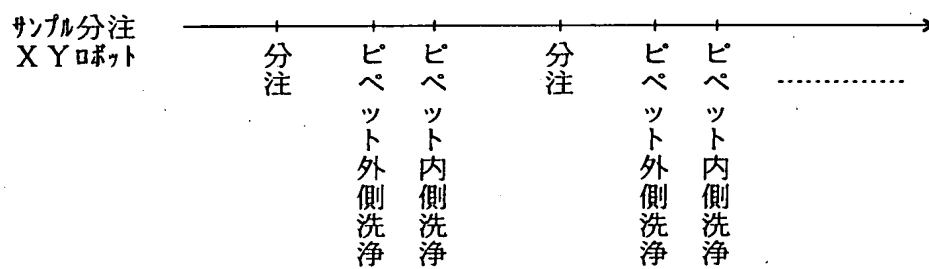 サンプル分注
XYロボット
分注
ピペット外側洗浄
ピペット内側洗浄
分注
ピペット外側洗浄
ピペット内側洗浄